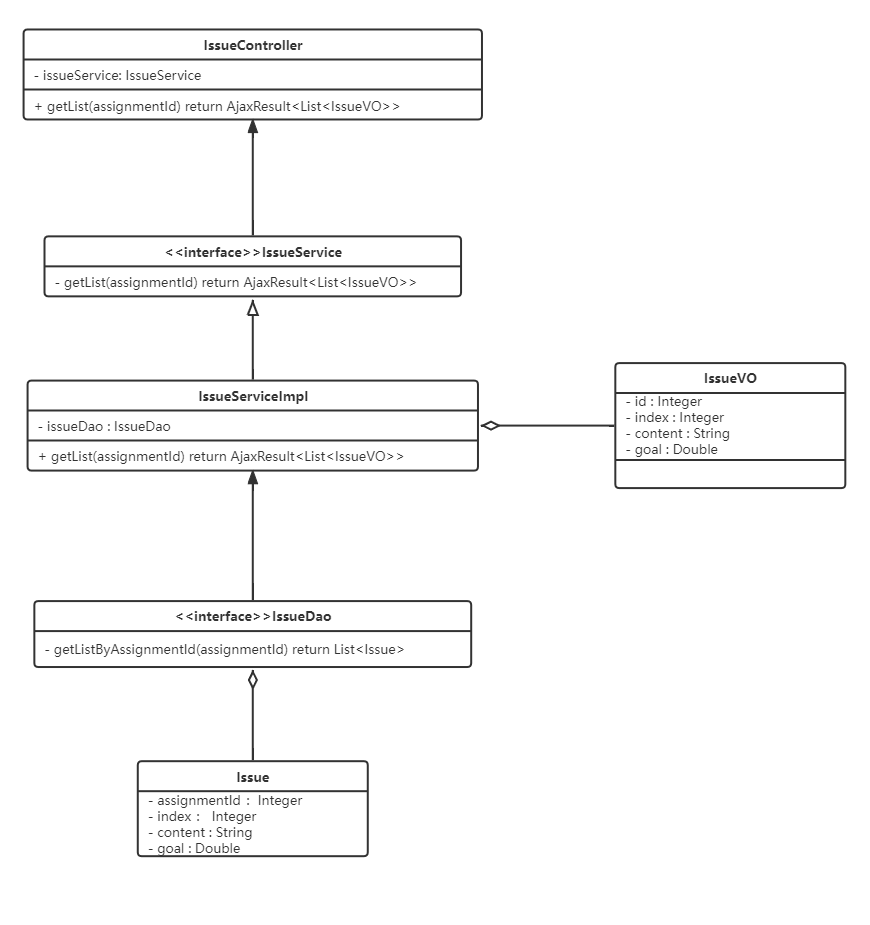 IssueController
- issueService: IssueService
+ getList(assignmentId) return AjaxResult<List<IssueVO>>
<<interface>>IssueService
- getList(assignmentId) return AjaxResult<List<IssueVO>>
IssueServiceImpl
- issueDao : IssueDao
+ getList(assignmentId) return AjaxResult<List<IssueVO>>
IssueVO
- id : Integer
- index : Integer
- content : String
- goal : Double
<<interface>>IssueDao
- getListByAssignmentId(assignmentId) return List<Issue>
Issue
- assignmentId： Integer
- index： Integer
- content : String
- goal : Double